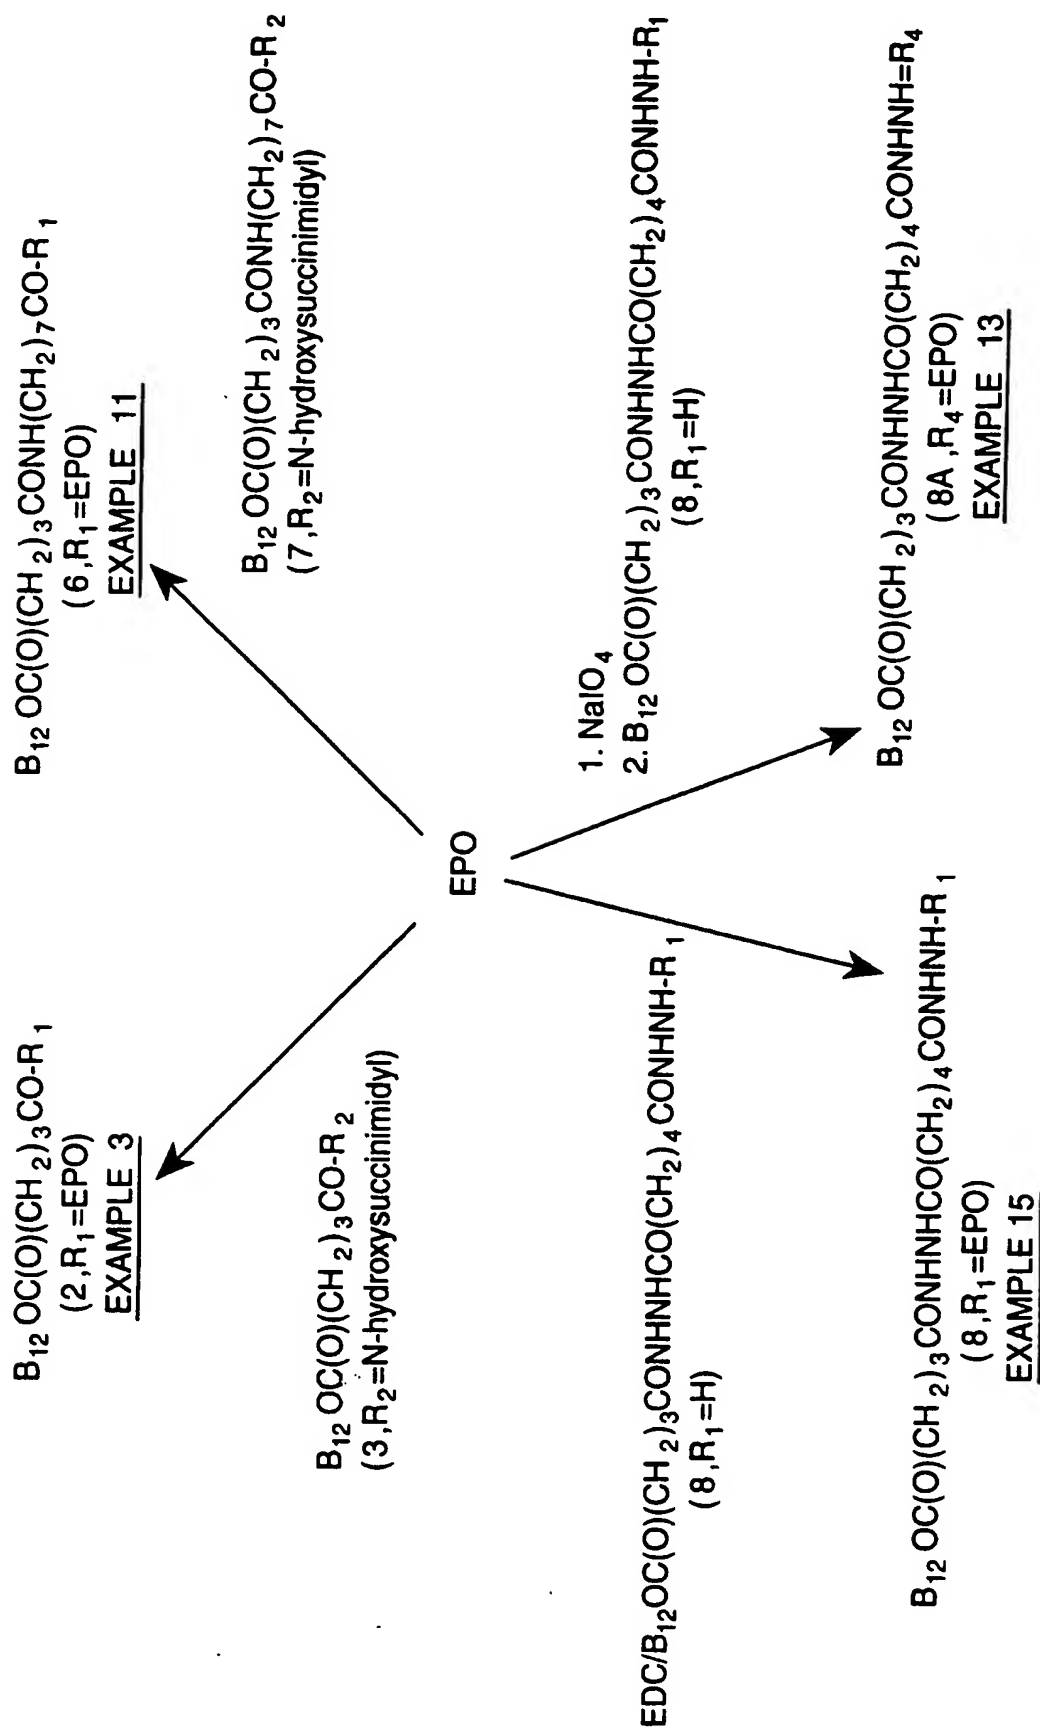 B₁₂ OC(O)(CH₂)₃CO-R₁
(2,R₁=EPO)
EXAMPLE 3
B₁₂ OC(O)(CH₂)₃CONH(CH₂)₇CO-R₁
(6,R₁=EPO)
EXAMPLE 11
B₁₂ OC(O)(CH₂)₃CO-R₂
(3,R₂=N-hydroxysuccinimidyl)
B₁₂ OC(O)(CH₂)₃CONH(CH₂)₇CO-R₂
(7,R₂=N-hydroxysuccinimidyl)
EPO
EDC/B₁₂OC(O)(CH₂)₃CONHNHCO(CH₂)₄CONHNH-R₁
(8,R₁=H)
1. NaIO₄
2. B₁₂ OC(O)(CH₂)₃CONHNHCO(CH₂)₄CONHNH-R₁
(8,R₁=H)
B₁₂ OC(O)(CH₂)₃CONHNHCO(CH₂)₄CONHNH-R₁
(8,R₁=EPO)
EXAMPLE 15
B₁₂ OC(O)(CH₂)₃CONHNHCO(CH₂)₄CONHNH=R₄
(8A,R₄=EPO)
EXAMPLE 13